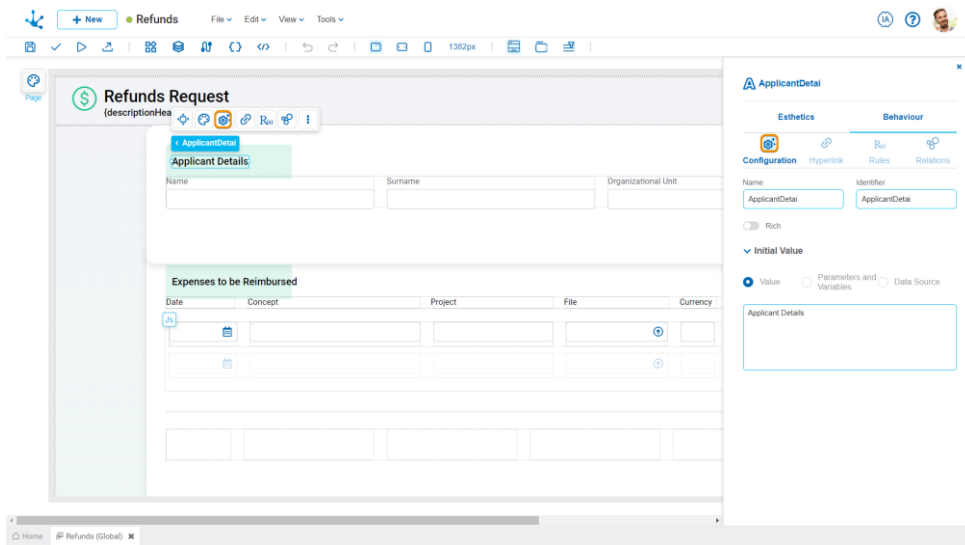 + New
Refunds
File
Edit
View
Tools
IA
?
1382px
Page
Refunds Request
{descriptionHea
ApplicantDetai
Applicant Details
Name
Surname
Organizational Unit
Expenses to be Reimbursed
Date
Concept
Project
File
Currency
Js
ApplicantDetai
Esthetics
Behaviour
Configuration
Hyperlink
Rules
Relations
Name
Identifier
ApplicantDetai
ApplicantDetai
Rich
Initial Value
Value
Parameters and
Variables
Data Source
Applicant Details
Home
Refunds (Global)